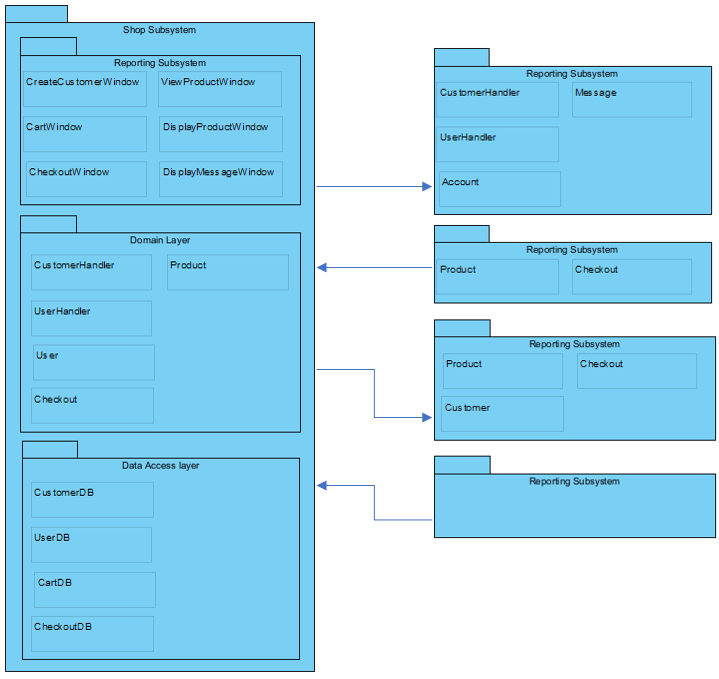 Shop Subsystem
Reporting Subsystem
CreateCustomerWindow
ViewProductWindow
CartWindow
DisplayProductWindow
CheckoutWindow
DisplayMessageWindow
Domain Layer
CustomerHandler
Product
UserHandler
User
Checkout
Data Access layer
CustomerDB
UserDB
CartDB
CheckoutDB
Reporting Subsystem
CustomerHandler
Message
UserHandler
Account
Reporting Subsystem
Product
Checkout
Reporting Subsystem
Product
Checkout
Customer
Reporting Subsystem